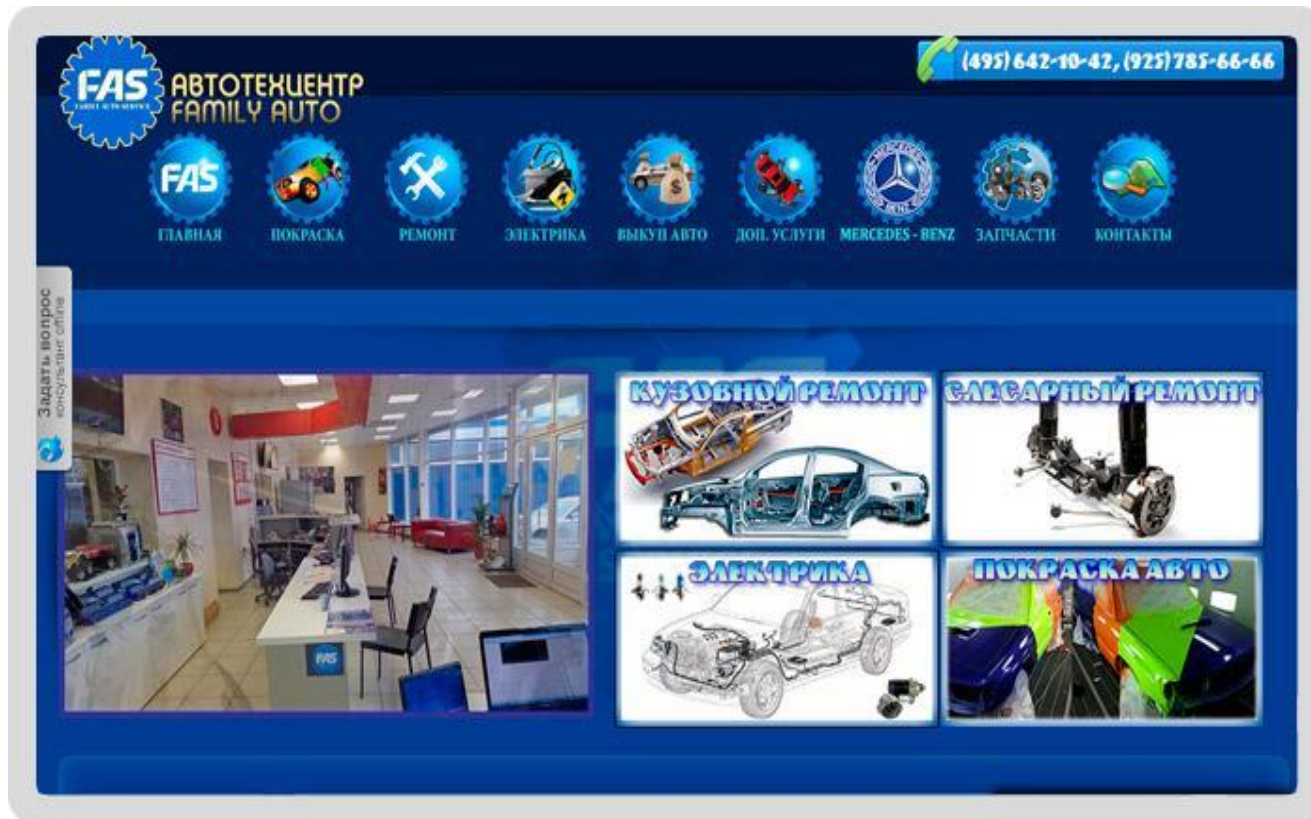 FAS
FAMILY AUTO SERVICE
АВТОТЕХЦЕНТР
FAMILY AUTO
(495) 642-10-42, (925) 785-66-66
FAS
MERCEDES
BENZ
ГЛАВНАЯ
ПОКРАСКА
РЕМОНТ
ЭЛЕКТРИКА
ВЫКУП АВТО
ДОП. УСЛУГИ
MERCEDES - BENZ
ЗАПЧАСТИ
КОНТАКТЫ
Задать вопрос
консультант offline
КУЗОВНОЙ РЕМОНТ
СЛЕСАРНЫЙ РЕМОНТ
ЭЛЕКТРИКА
ПОКРАСКА АВТО
FAS